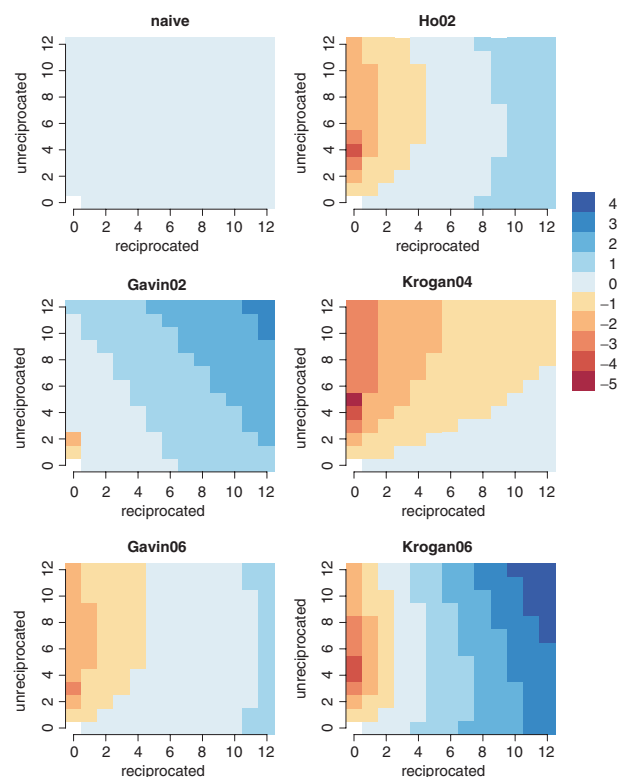 naive
Ho02
unreciprocated
0 2 4 6 8 10 12
0 2 4 6 8 10 12
reciprocated
unreciprocated
0 2 4 6 8 10 12
0 2 4 6 8 10 12
reciprocated
4
3
2
1
0
−1
−2
−3
−4
−5
Gavin02
Krogan04
unreciprocated
0 2 4 6 8 10 12
0 2 4 6 8 10 12
reciprocated
unreciprocated
0 2 4 6 8 10 12
0 2 4 6 8 10 12
reciprocated
Gavin06
Krogan06
unreciprocated
0 2 4 6 8 10 12
0 2 4 6 8 10 12
reciprocated
unreciprocated
0 2 4 6 8 10 12
0 2 4 6 8 10 12
reciprocated